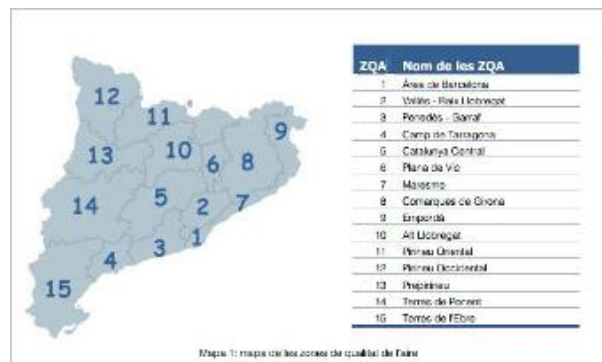 12
11
9
13
10
6
8
14
5
2
7
1
3
4
15
ZQA Nom de les ZQA
1 Àrea de Barcelona
2 Vallès - Baix Llobregat
3 Penedès - Garraf
4 Camp de Tarragona
5 Catalunya Central
6 Plana de Vic
7 Maresme
8 Comarques de Girona
9 Empordà
10 Alt Llobregat
11 Pirineu Oriental
12 Pirineu Occidental
13 Prepirineu
14 Terres de Ponent
15 Terres de l'Ebre
Mapa 1: mapa de les zones de qualitat de l'aire